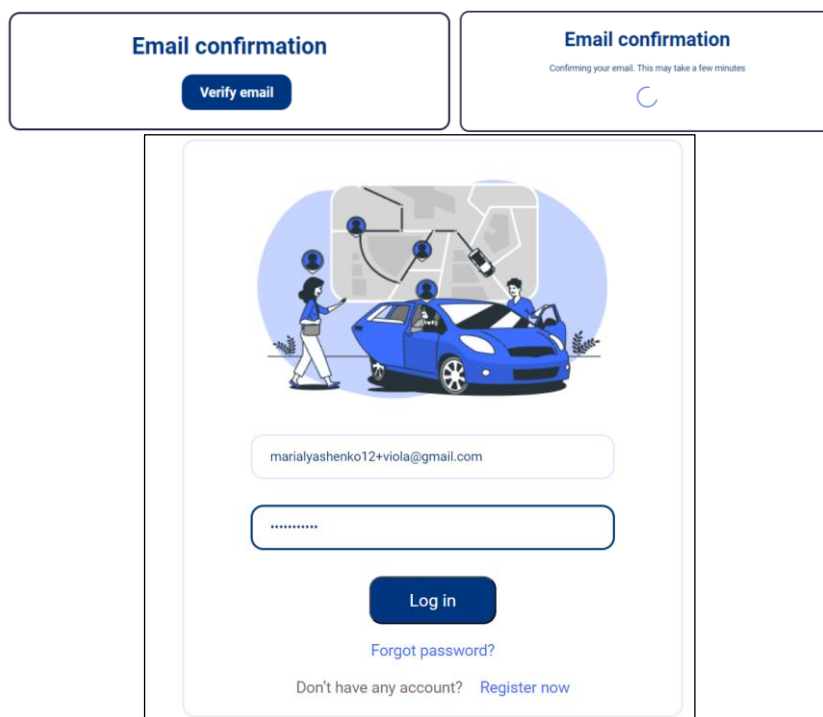 Email confirmation
Verify email
Email confirmation
Confirming your email. This may take a few minutes
marialyashenko12+viola@gmail.com
•••••••••••
Log in
Forgot password?
Don't have any account? Register now